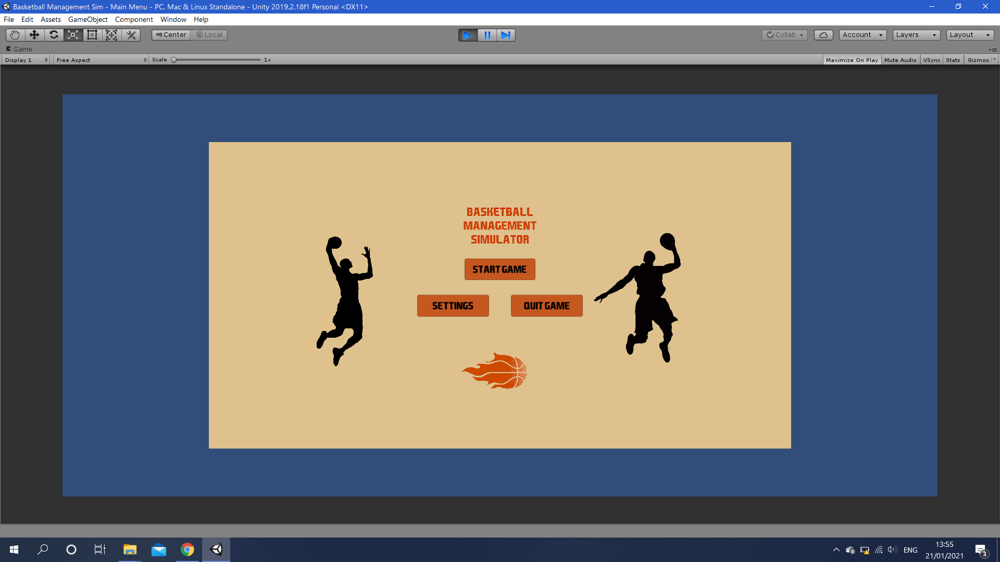 Basketball Management Sim - Main Menu - PC, Mac & Linux Standalone - Unity 2019.2.18f1 Personal <DX11>
File Edit Assets GameObject Component Window Help
Center Local Collab Account Layers Layout
Game
Display 1 Free Aspect Scale 1x Maximize On Play Mute Audio VSync Stats Gizmos
BASKETBALL
MANAGEMENT
SIMULATOR
START GAME
SETTINGS QUIT GAME
ENG
13:55
21/01/2021
3